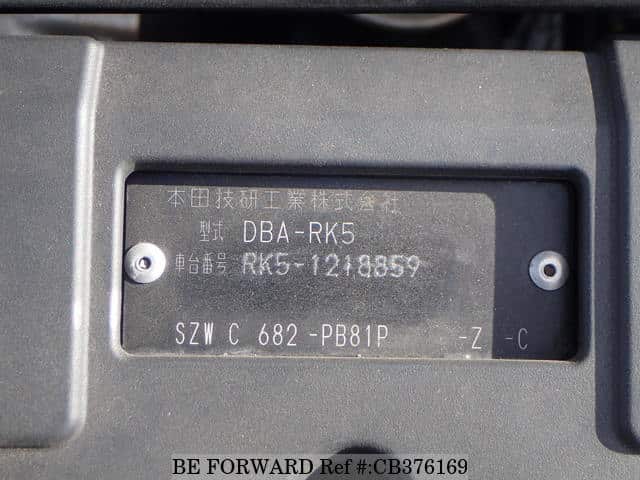 本田技研工業株式会社
型式 DBA-RK5
車台番号 RK5-1218859
SZW C 682 -PB81P -Z -C
BE FORWARD Ref #:CB376169